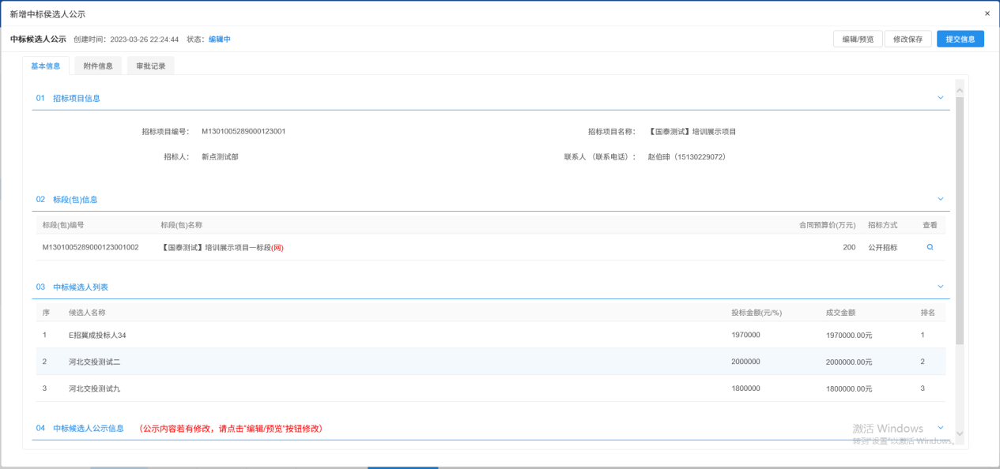 新增中标侯选人公示
×
中标候选人公示 创建时间：2023-03-26 22:24:44 状态：编辑中 编辑/预览 修改保存 提交信息
基本信息 附件信息 审批记录
01 招标项目信息
招标项目编号： M1301005289000123001 招标项目名称： 【国泰测试】培训展示项目
招标人： 新点测试部 联系人 （联系电话）： 赵伯珅（15130229072）
02 标段(包)信息
标段(包)编号 标段(包)名称 合同预算价(万元) 招标方式 查看
M1301005289000123001002 【国泰测试】培训展示项目一标段(网) 200 公开招标
03 中标候选人列表
序 候选人名称 投标金额(元/%) 成交金额 排名
1 E招冀成投标人34 1970000 1970000.00元 1
2 河北交投测试二 2000000 2000000.00元 2
3 河北交投测试九 1800000 1800000.00元 3
04 中标候选人公示信息 （公示内容若有修改，请点击"编辑/预览"按钮修改）
激活 Windows
转到"设置"以激活 Windows。